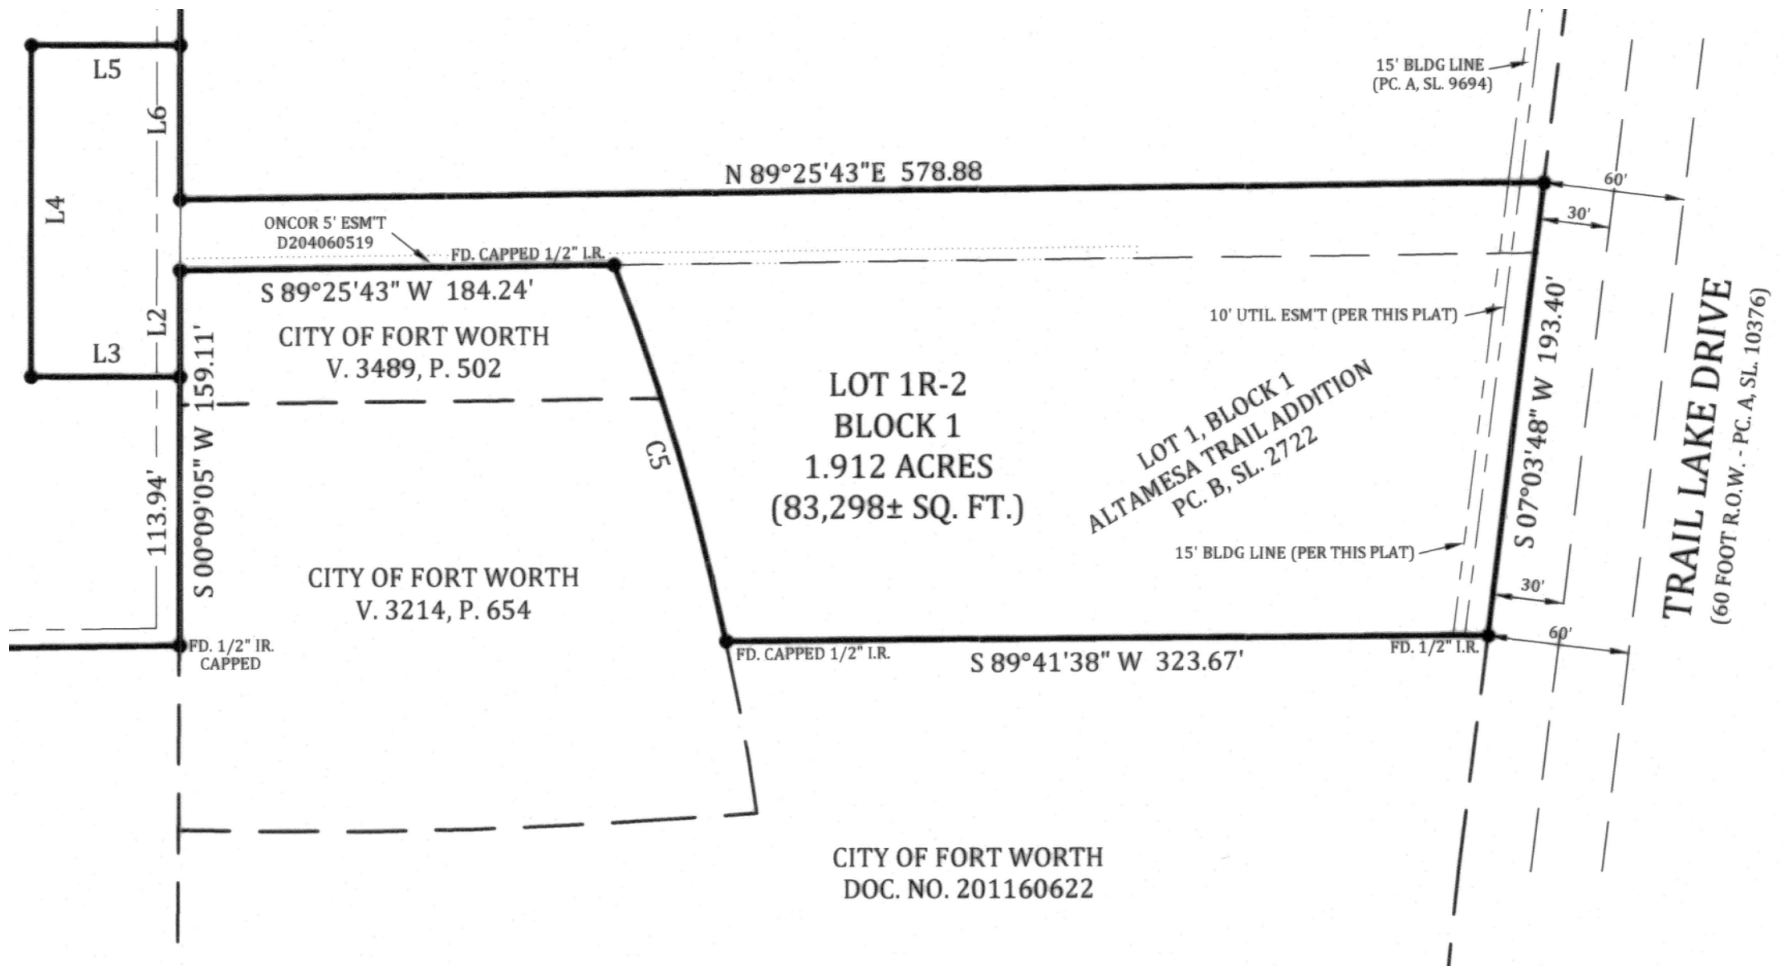 L5
L6
L4
L2
L3
15' BLDG LINE
(PC. A, SL. 9694)
N 89°25'43"E 578.88
60'
30'
ONCOR 5' ESM'T
D204060519
FD. CAPPED 1/2" I.R.
S 89°25'43" W 184.24'
CITY OF FORT WORTH
V. 3489, P. 502
S 00°09'05" W 159.11'
113.94'
C5
LOT 1R-2
BLOCK 1
1.912 ACRES
(83,298± SQ. FT.)
LOT 1, BLOCK 1
ALTAMESA TRAIL ADDITION
PC. B, SL. 2722
10' UTIL. ESM'T (PER THIS PLAT)
S 07°03'48" W 193.40'
TRAIL LAKE DRIVE
(60 FOOT R.O.W. - PC. A, SL. 10376)
15' BLDG LINE (PER THIS PLAT)
30'
60'
CITY OF FORT WORTH
V. 3214, P. 654
FD. 1/2" IR.
CAPPED
FD. CAPPED 1/2" I.R.
S 89°41'38" W 323.67'
FD. 1/2" I.R.
CITY OF FORT WORTH
DOC. NO. 201160622